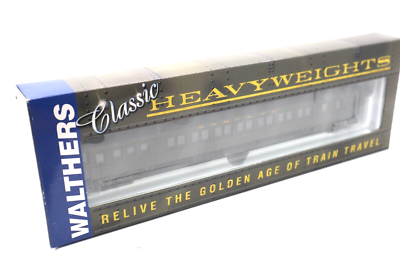 WALTHERS
Classic
HEAVYWEIGHTS
RELIVE THE GOLDEN AGE OF TRAIN TRAVEL